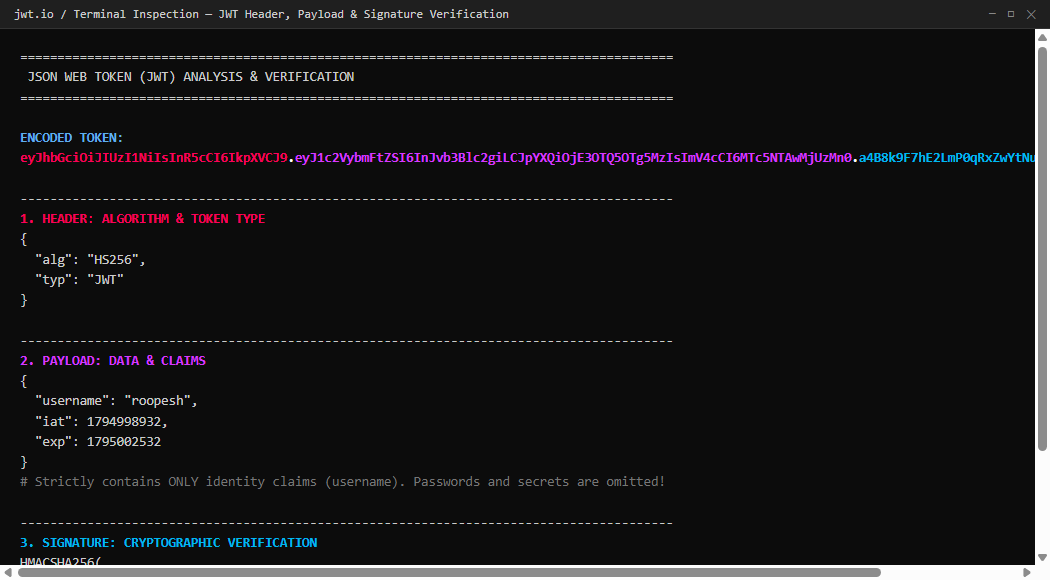 jwt.io / Terminal Inspection — JWT Header, Payload & Signature Verification
========================================================================================
JSON WEB TOKEN (JWT) ANALYSIS & VERIFICATION
========================================================================================
ENCODED TOKEN:
eyJhbGciOiJIUzI1NiIsInR5cCI6IkpXVCJ9.eyJ1c2VybmFtZSI6InJvb3Blc2giLCJpYXQiOjE3OTQ5OTg5MzIsImV4cCI6MTc5NTAwMjUzMn0.a4B8k9F7hE2LmP0qRxZwYtNu
----------------------------------------------------------------------------------------
1. HEADER: ALGORITHM & TOKEN TYPE
{
"alg": "HS256",
"typ": "JWT"
}
----------------------------------------------------------------------------------------
2. PAYLOAD: DATA & CLAIMS
{
"username": "roopesh",
"iat": 1794998932,
"exp": 1795002532
}
# Strictly contains ONLY identity claims (username). Passwords and secrets are omitted!
----------------------------------------------------------------------------------------
3. SIGNATURE: CRYPTOGRAPHIC VERIFICATION
HMACSHA256(